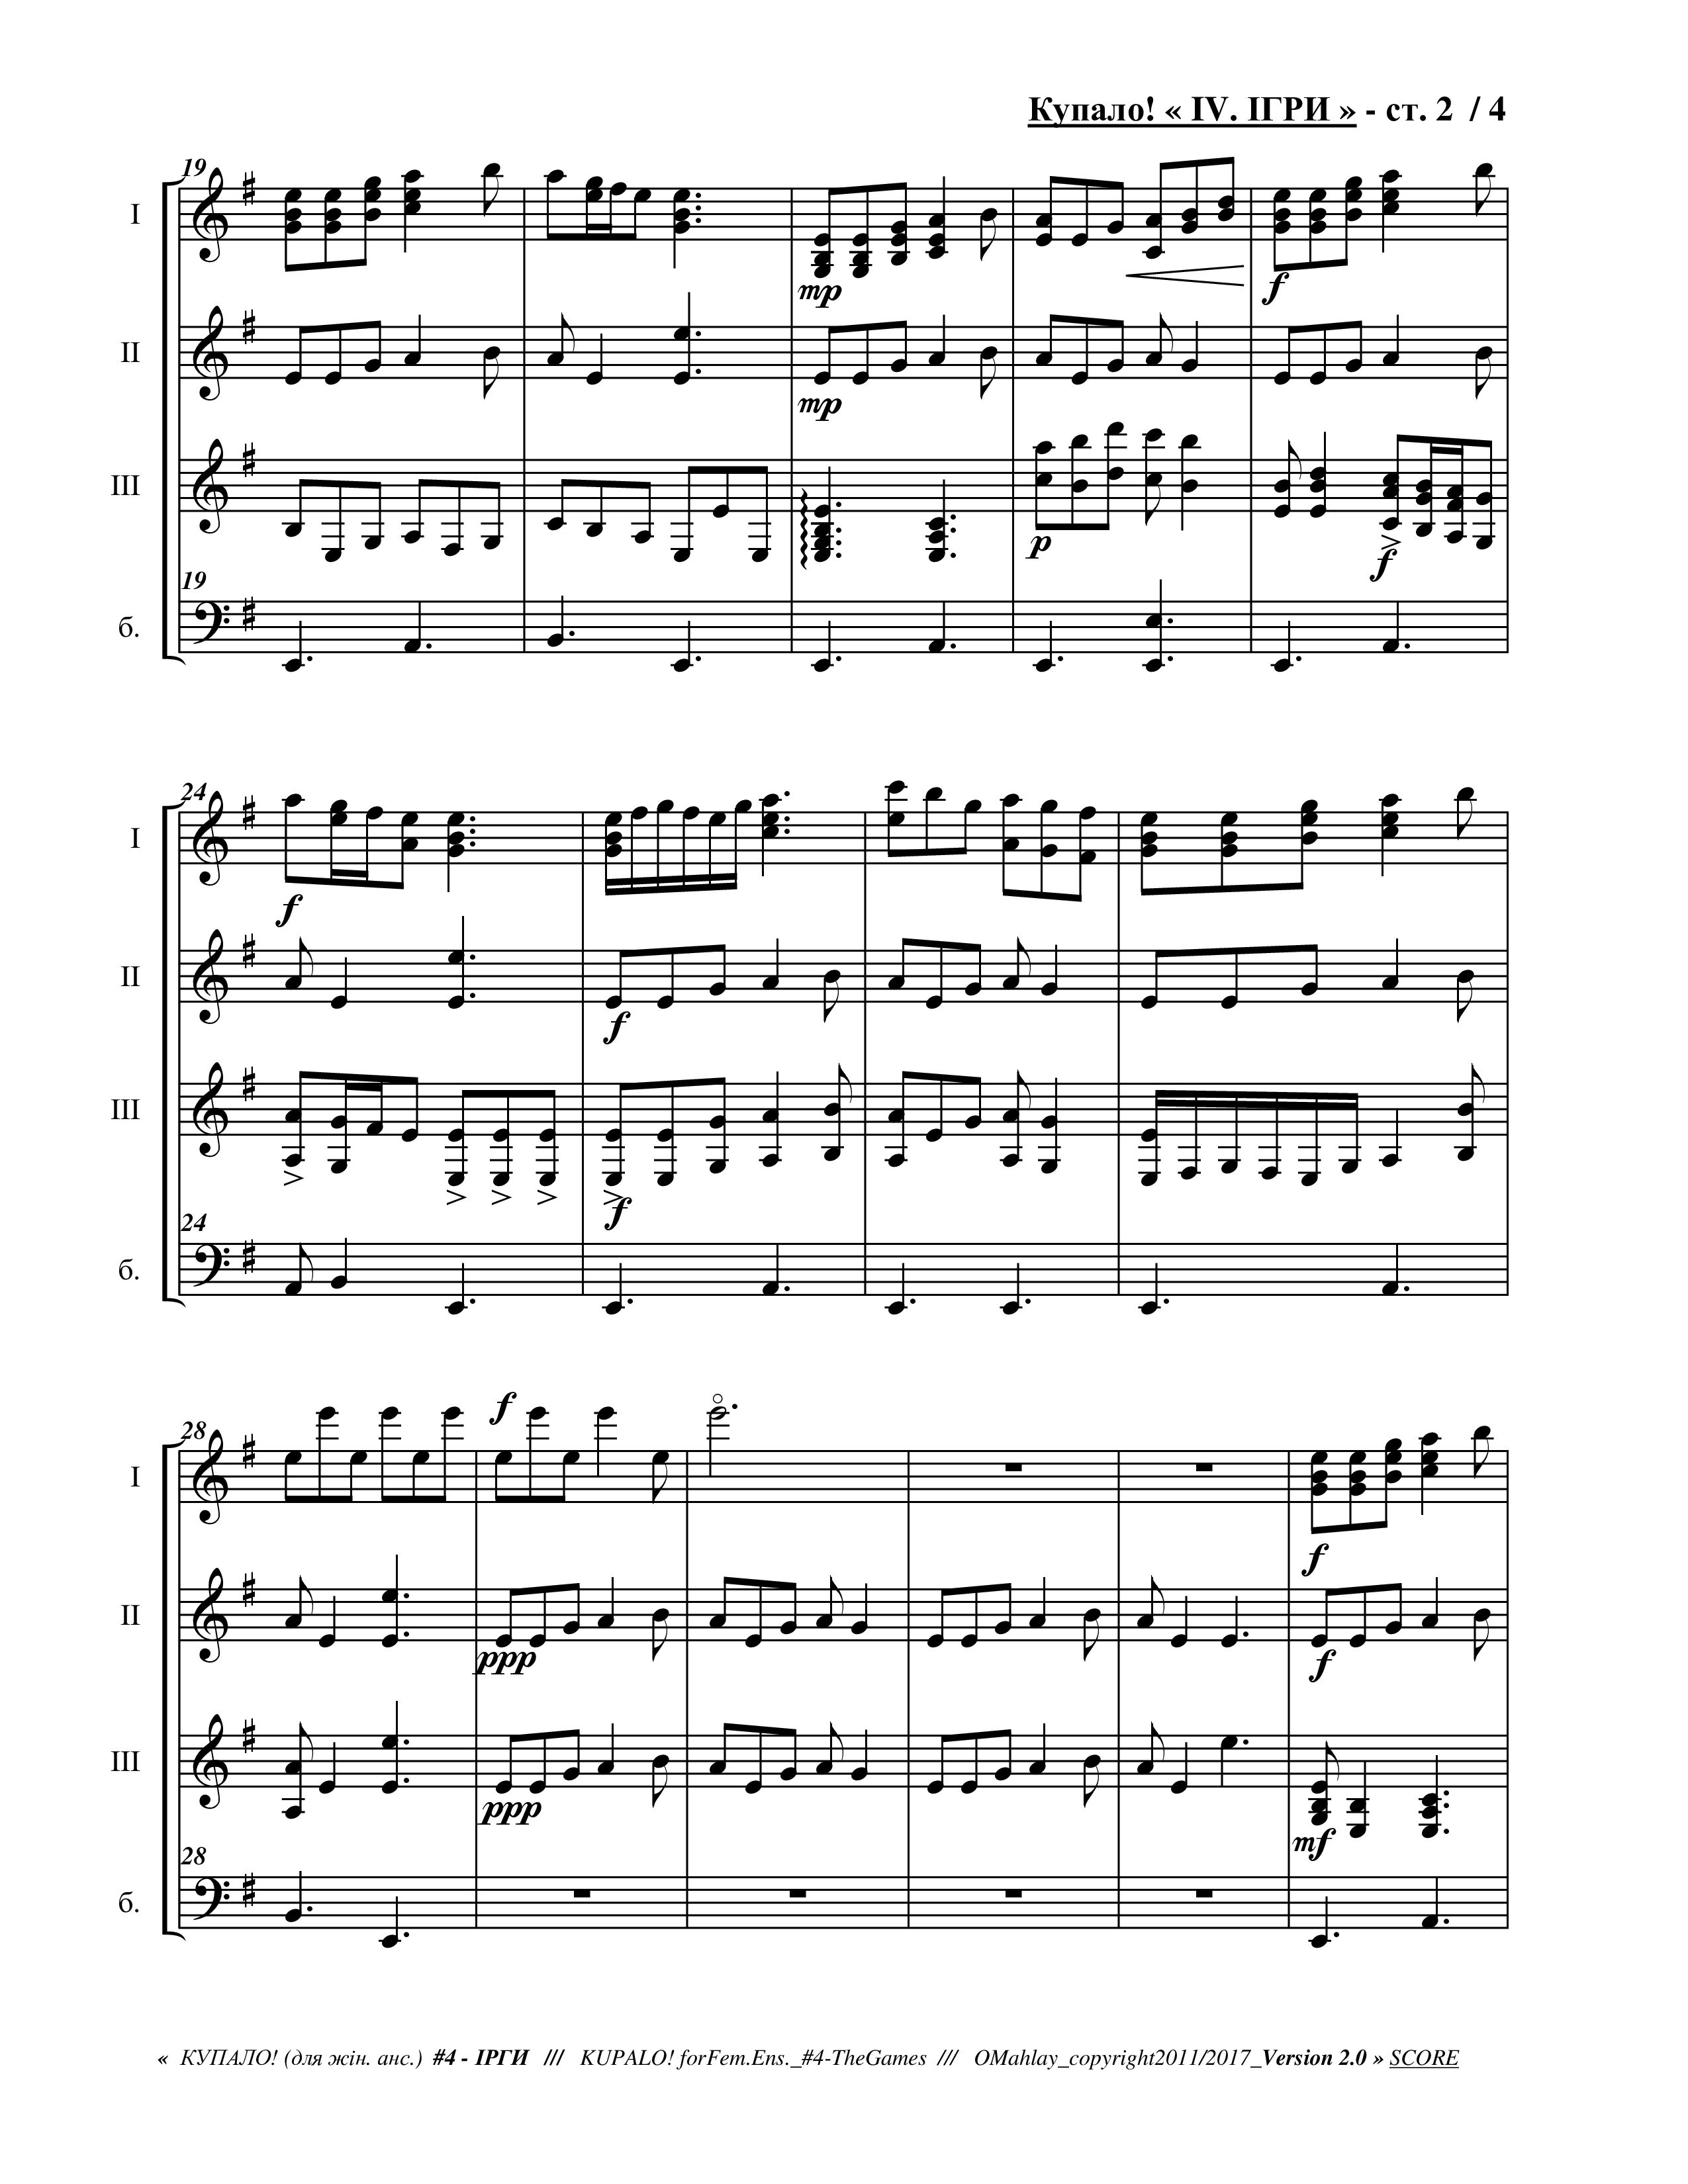 Купало! « IV. ІГРИ » - ст. 2 / 4
19
I
mp
f
II
mp
III
p
f
19
б.
24
I
f
II
f
III
f
24
б.
28
f
I
f
II
ppp
f
III
ppp
mf
28
б.
« КУПАЛО! (для жін. анс.) #4 - ІРГИ /// KUPALO! forFem.Ens._#4-TheGames /// OMahlay_copyright2011/2017_Version 2.0 » SCORE